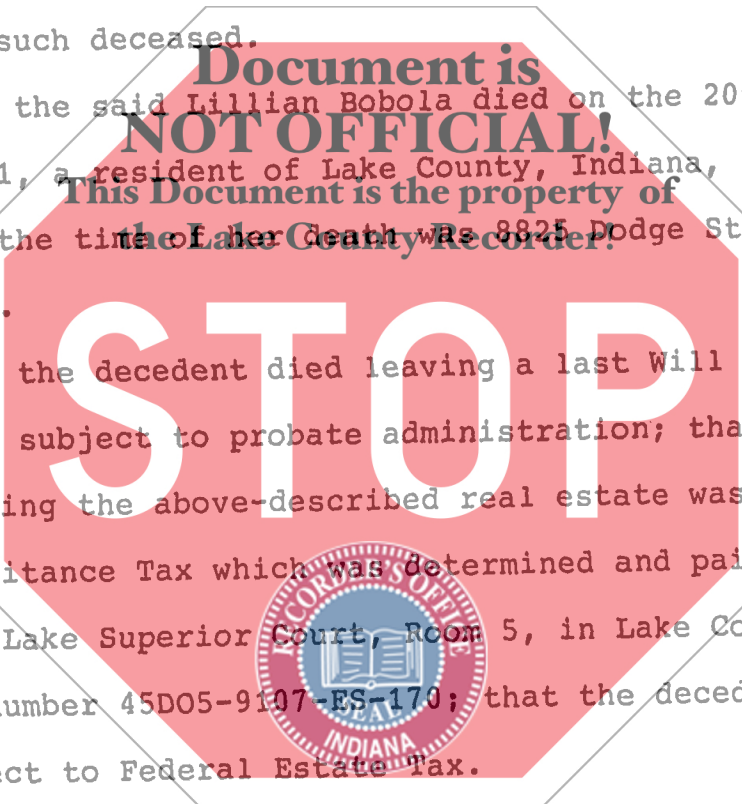 such deceased.
Document is
the said Lillian Bobola died on the 20
NOT OFFICIAL!
1, a resident of Lake County, Indiana,
This Document is the property of
the time of her death was 8825 Dodge St
the Lake County Recorder!
.
STOP
the decedent died leaving a last Will
subject to probate administration; tha
ing the above-described real estate was
itance Tax which was determined and pai
RECORDER'S OFFICE
Lake Superior Court, Room 5, in Lake Co
umber 45D05-9107-ES-170; that the deced
SEAL
INDIANA
ect to Federal Estate Tax.